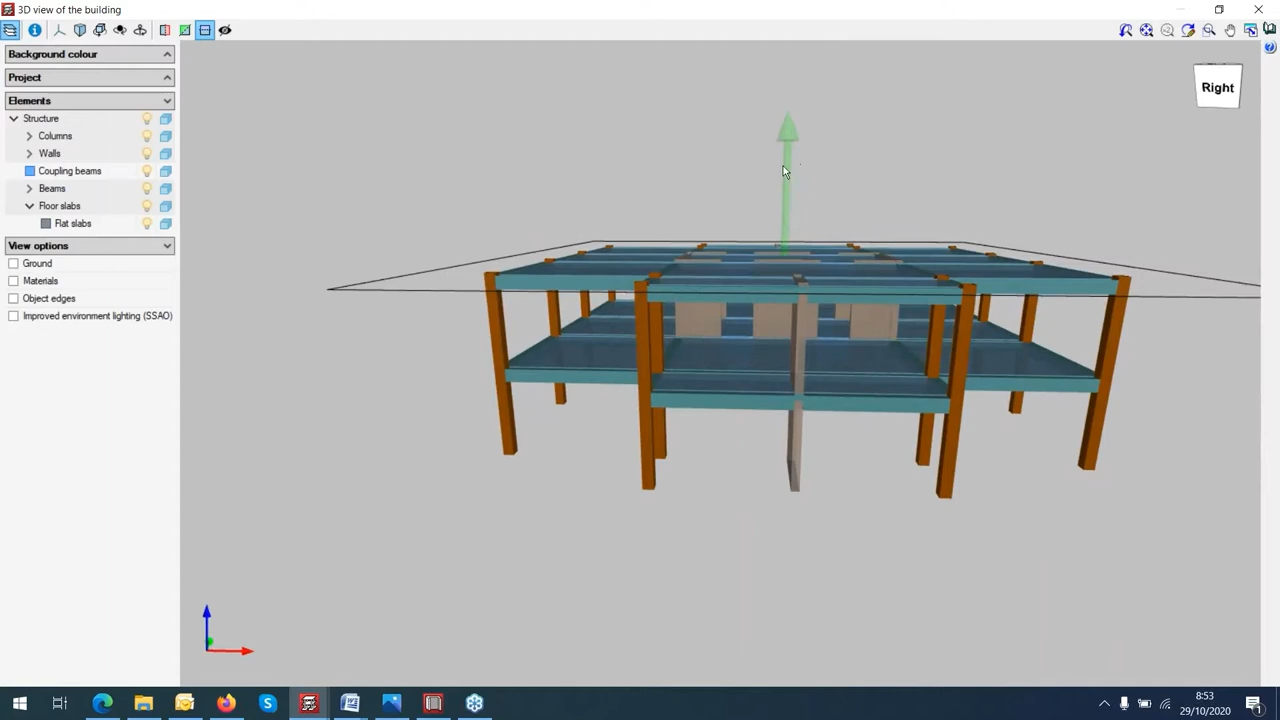 3D view of the building
Background colour
Project
Elements
Structure
Columns
Walls
Coupling beams
Beams
Floor slabs
Flat slabs
View options
Ground
Materials
Object edges
Improved environment lighting (SSAO)
Right
8:53
29/10/2020
1